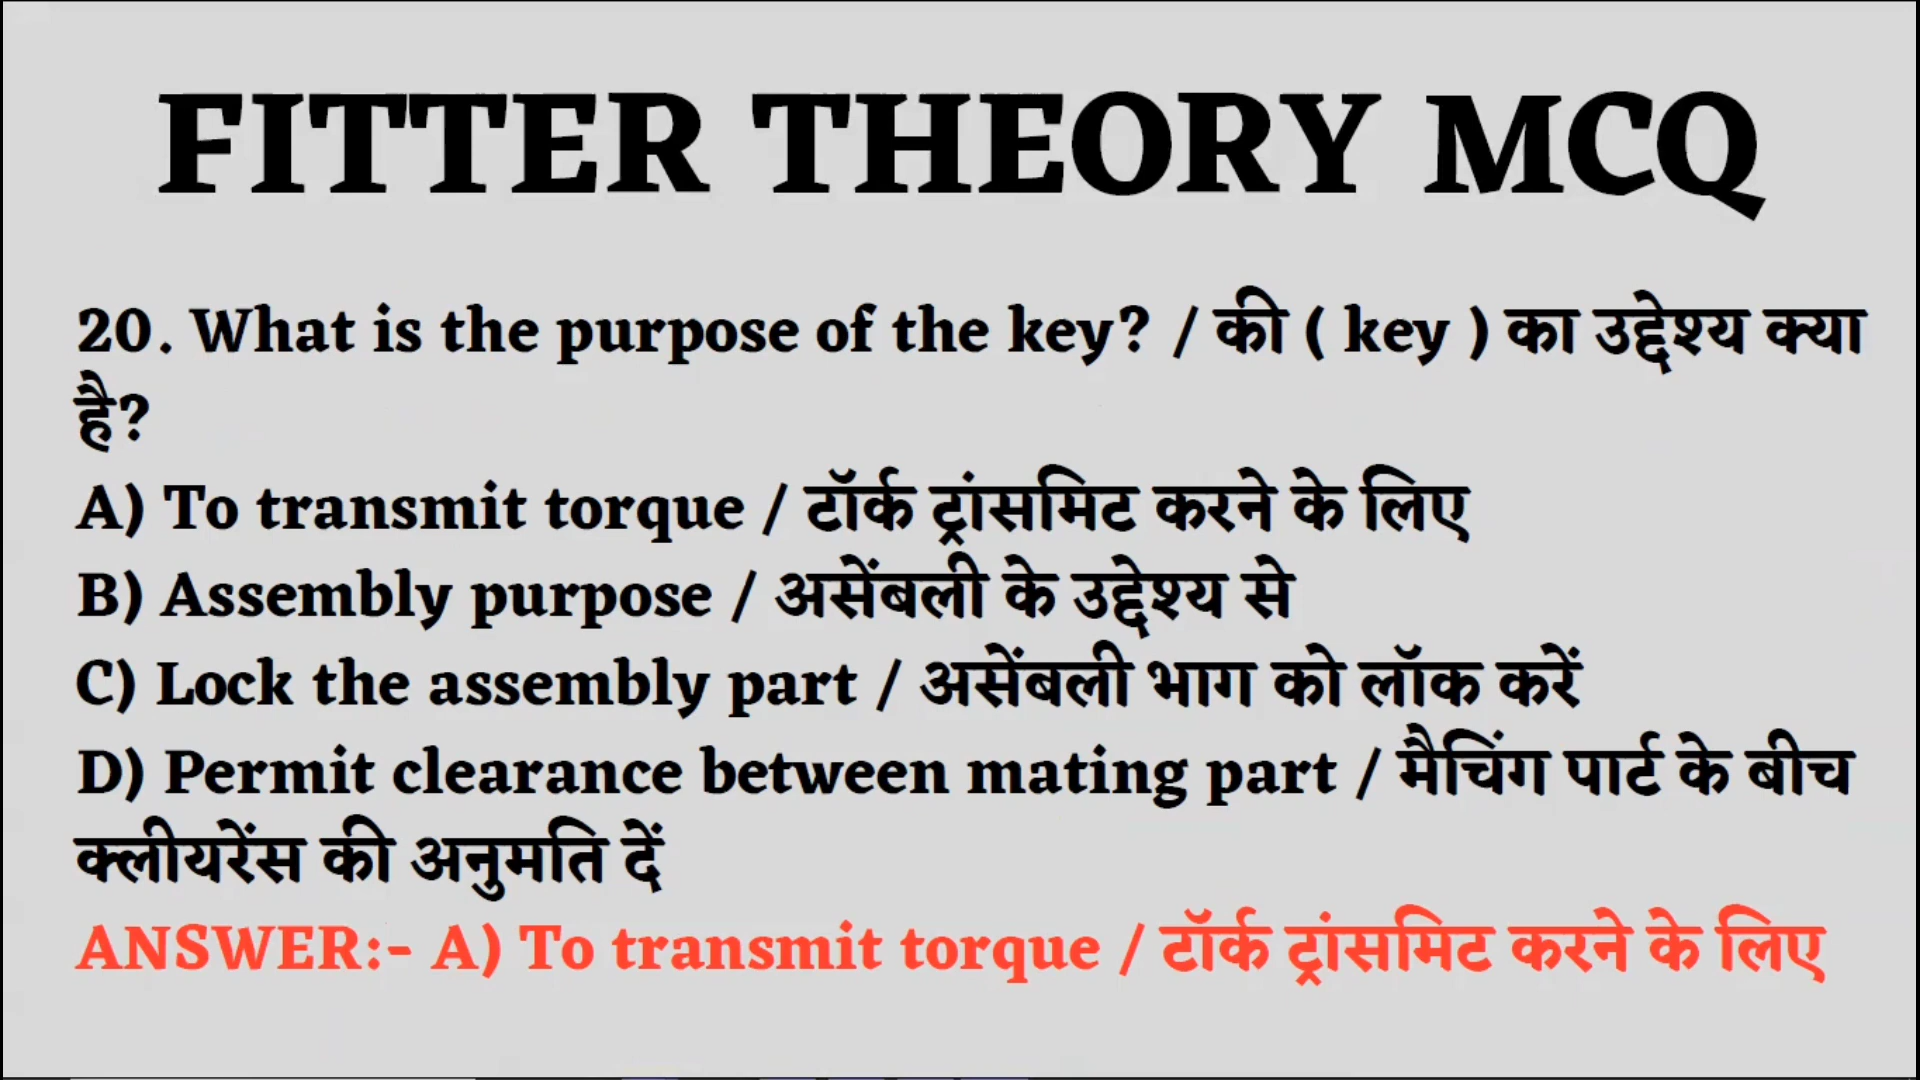 FITTER THEORY MCQ
20. What is the purpose of the key? / की ( key ) का उद्देश्य क्या
है?
A) To transmit torque / टॉर्क ट्रांसमिट करने के लिए
B) Assembly purpose / असेंबली के उद्देश्य से
C) Lock the assembly part / असेंबली भाग को लॉक करें
D) Permit clearance between mating part / मैचिंग पार्ट के बीच
क्लीयरेंस की अनुमति दें
ANSWER:- A) To transmit torque / टॉर्क ट्रांसमिट करने के लिए